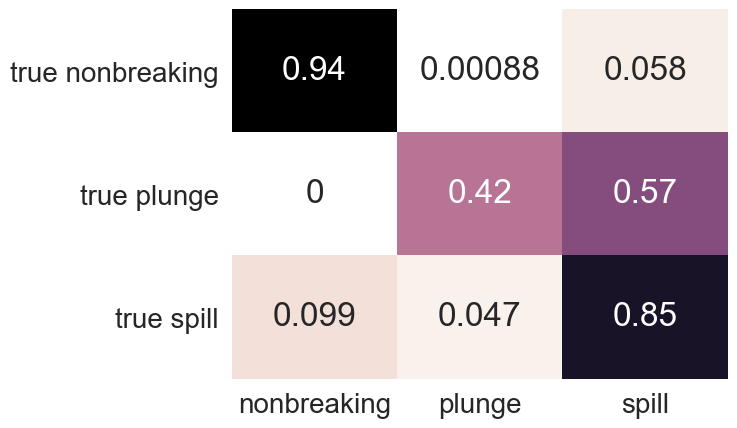 true nonbreaking 0.94 0.00088 0.058
true plunge 0 0.42 0.57
true spill 0.099 0.047 0.85
nonbreaking plunge spill